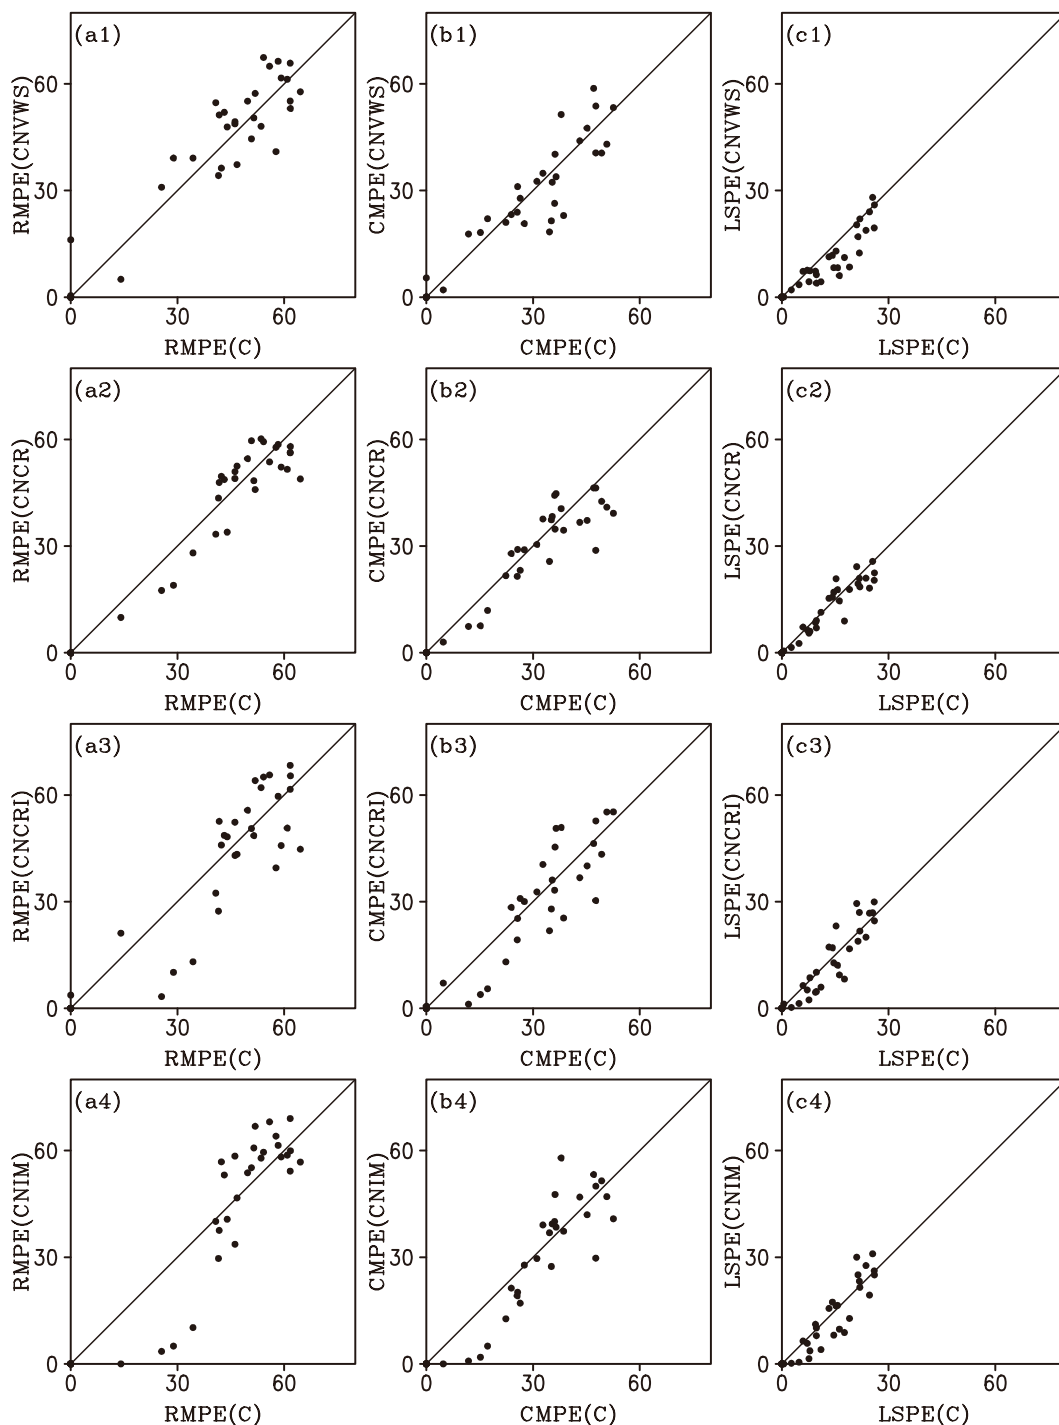 (a1)
RMPE(CNVWS)
60
30
0
0 30 60
RMPE(C)
(b1)
CMPE(CNVWS)
60
30
0
0 30 60
CMPE(C)
(c1)
LSPE(CNVWS)
60
30
0
0 30 60
LSPE(C)
(a2)
RMPE(CNCR)
60
30
0
0 30 60
RMPE(C)
(b2)
CMPE(CNCR)
60
30
0
0 30 60
CMPE(C)
(c2)
LSPE(CNCR)
60
30
0
0 30 60
LSPE(C)
(a3)
RMPE(CNCRI)
60
30
0
0 30 60
RMPE(C)
(b3)
CMPE(CNCRI)
60
30
0
0 30 60
CMPE(C)
(c3)
LSPE(CNCRI)
60
30
0
0 30 60
LSPE(C)
(a4)
RMPE(CNIM)
60
30
0
0 30 60
RMPE(C)
(b4)
CMPE(CNIM)
60
30
0
0 30 60
CMPE(C)
(c4)
LSPE(CNIM)
60
30
0
0 30 60
LSPE(C)